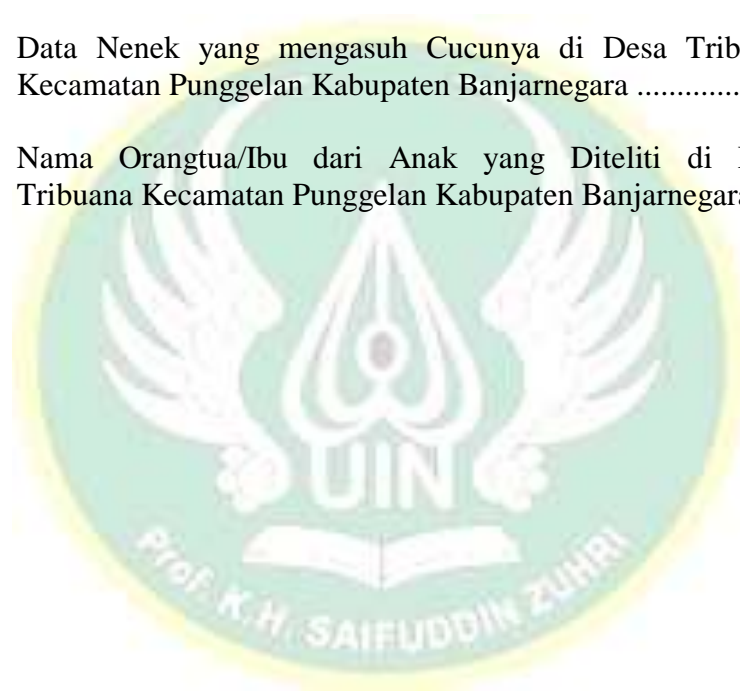 Data Nenek yang mengasuh Cucunya di Desa Trib
Kecamatan Punggelan Kabupaten Banjarnegara .............
Nama Orangtua/Ibu dari Anak yang Diteliti di
Tribuana Kecamatan Punggelan Kabupaten Banjarnegara
UIN
Prof. K.H. SAIFUDDIN ZUHRI